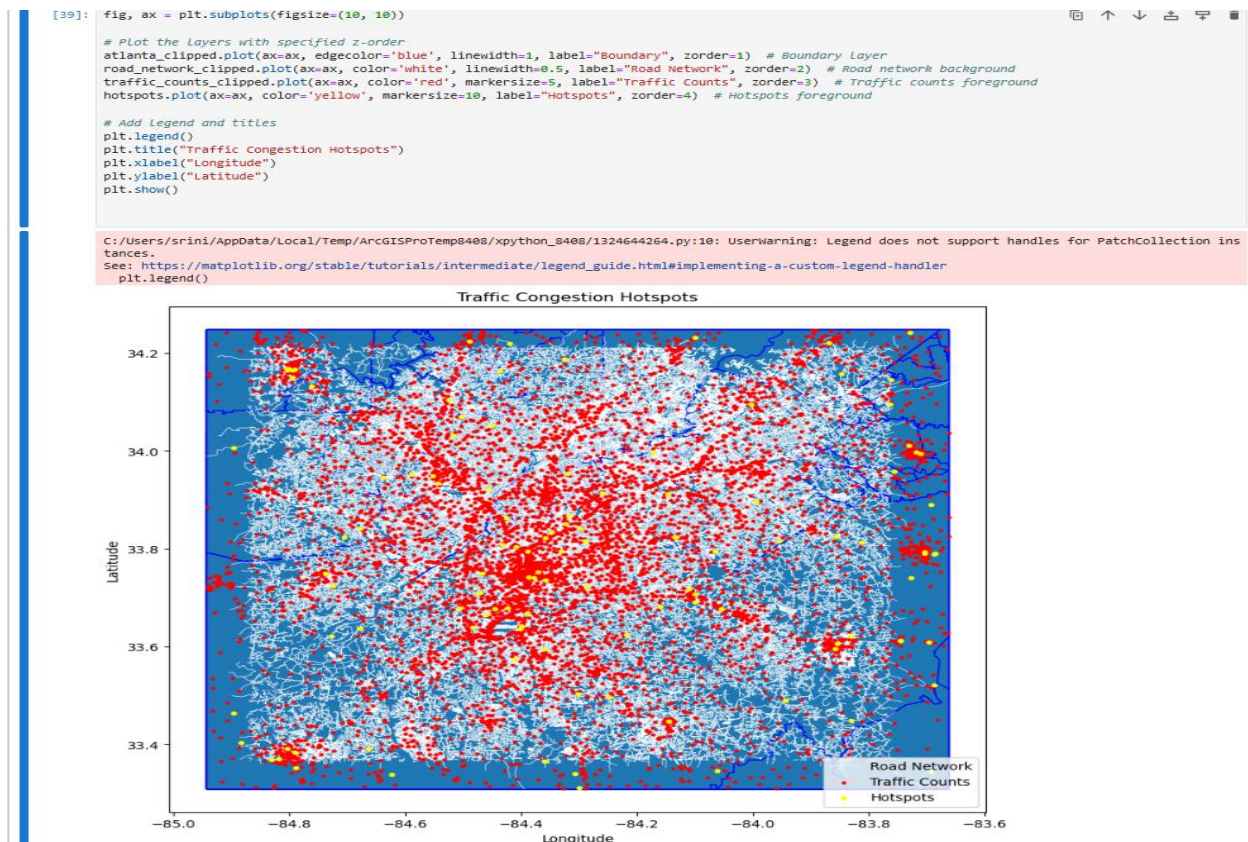 [39]: fig, ax = plt.subplots(figsize=(10, 10))
# Plot the Layers with specified z-order
atlanta_clipped.plot(ax=ax, edgecolor='blue', linewidth=1, label="Boundary", zorder=1)  # Boundary Layer
road_network_clipped.plot(ax=ax, color='white', linewidth=0.5, label="Road Network", zorder=2)  # Road network background
traffic_counts_clipped.plot(ax=ax, color='red', markersize=5, label="Traffic Counts", zorder=3)  # Traffic counts foreground
hotspots.plot(ax=ax, color='yellow', markersize=10, label="Hotspots", zorder=4)  # Hotspots foreground
# Add Legend and titles
plt.legend()
plt.title("Traffic Congestion Hotspots")
plt.xlabel("Longitude")
plt.ylabel("Latitude")
plt.show()
C:/Users/srini/AppData/Local/Temp/ArcGISProTemp8408/xpython_8408/1324644264.py:10: UserWarning: Legend does not support handles for PatchCollection ins
tances.
See: https://matplotlib.org/stable/tutorials/intermediate/legend_guide.html#implementing-a-custom-legend-handler
plt.legend()
Traffic Congestion Hotspots
34.2
34.0
33.8
33.6
33.4
Latitude
Road Network
Traffic Counts
Hotspots
−85.0 −84.8 −84.6 −84.4 −84.2 −84.0 −83.8 −83.6
Longitude